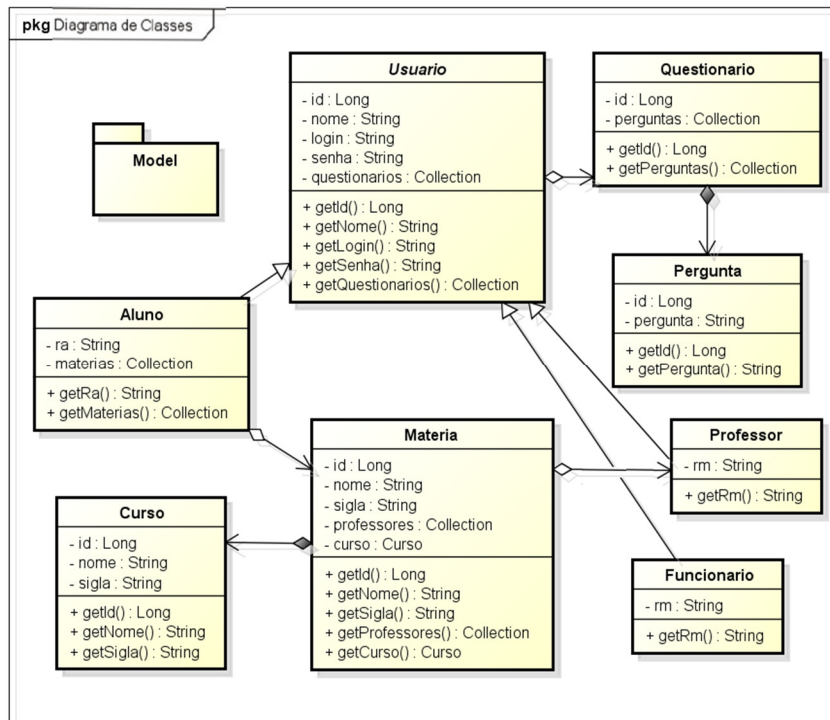 pkg Diagrama de Classes
Model
Usuario
- id : Long
- nome : String
- login : String
- senha : String
- questionarios : Collection
+ getId() : Long
+ getNome() : String
+ getLogin() : String
+ getSenha() : String
+ getQuestionarios() : Collection
Questionario
- id : Long
- perguntas : Collection
+ getId() : Long
+ getPerguntas() : Collection
Pergunta
- id : Long
- pergunta : String
+ getId() : Long
+ getPergunta() : String
Aluno
- ra : String
- materias : Collection
+ getRa() : String
+ getMaterias() : Collection
Materia
- id : Long
- nome : String
- sigla : String
- professores : Collection
- curso : Curso
+ getId() : Long
+ getNome() : String
+ getSigla() : String
+ getProfessores() : Collection
+ getCurso() : Curso
Professor
- rm : String
+ getRm() : String
Curso
- id : Long
- nome : String
- sigla : String
+ getId() : Long
+ getNome() : String
+ getSigla() : String
Funcionario
- rm : String
+ getRm() : String